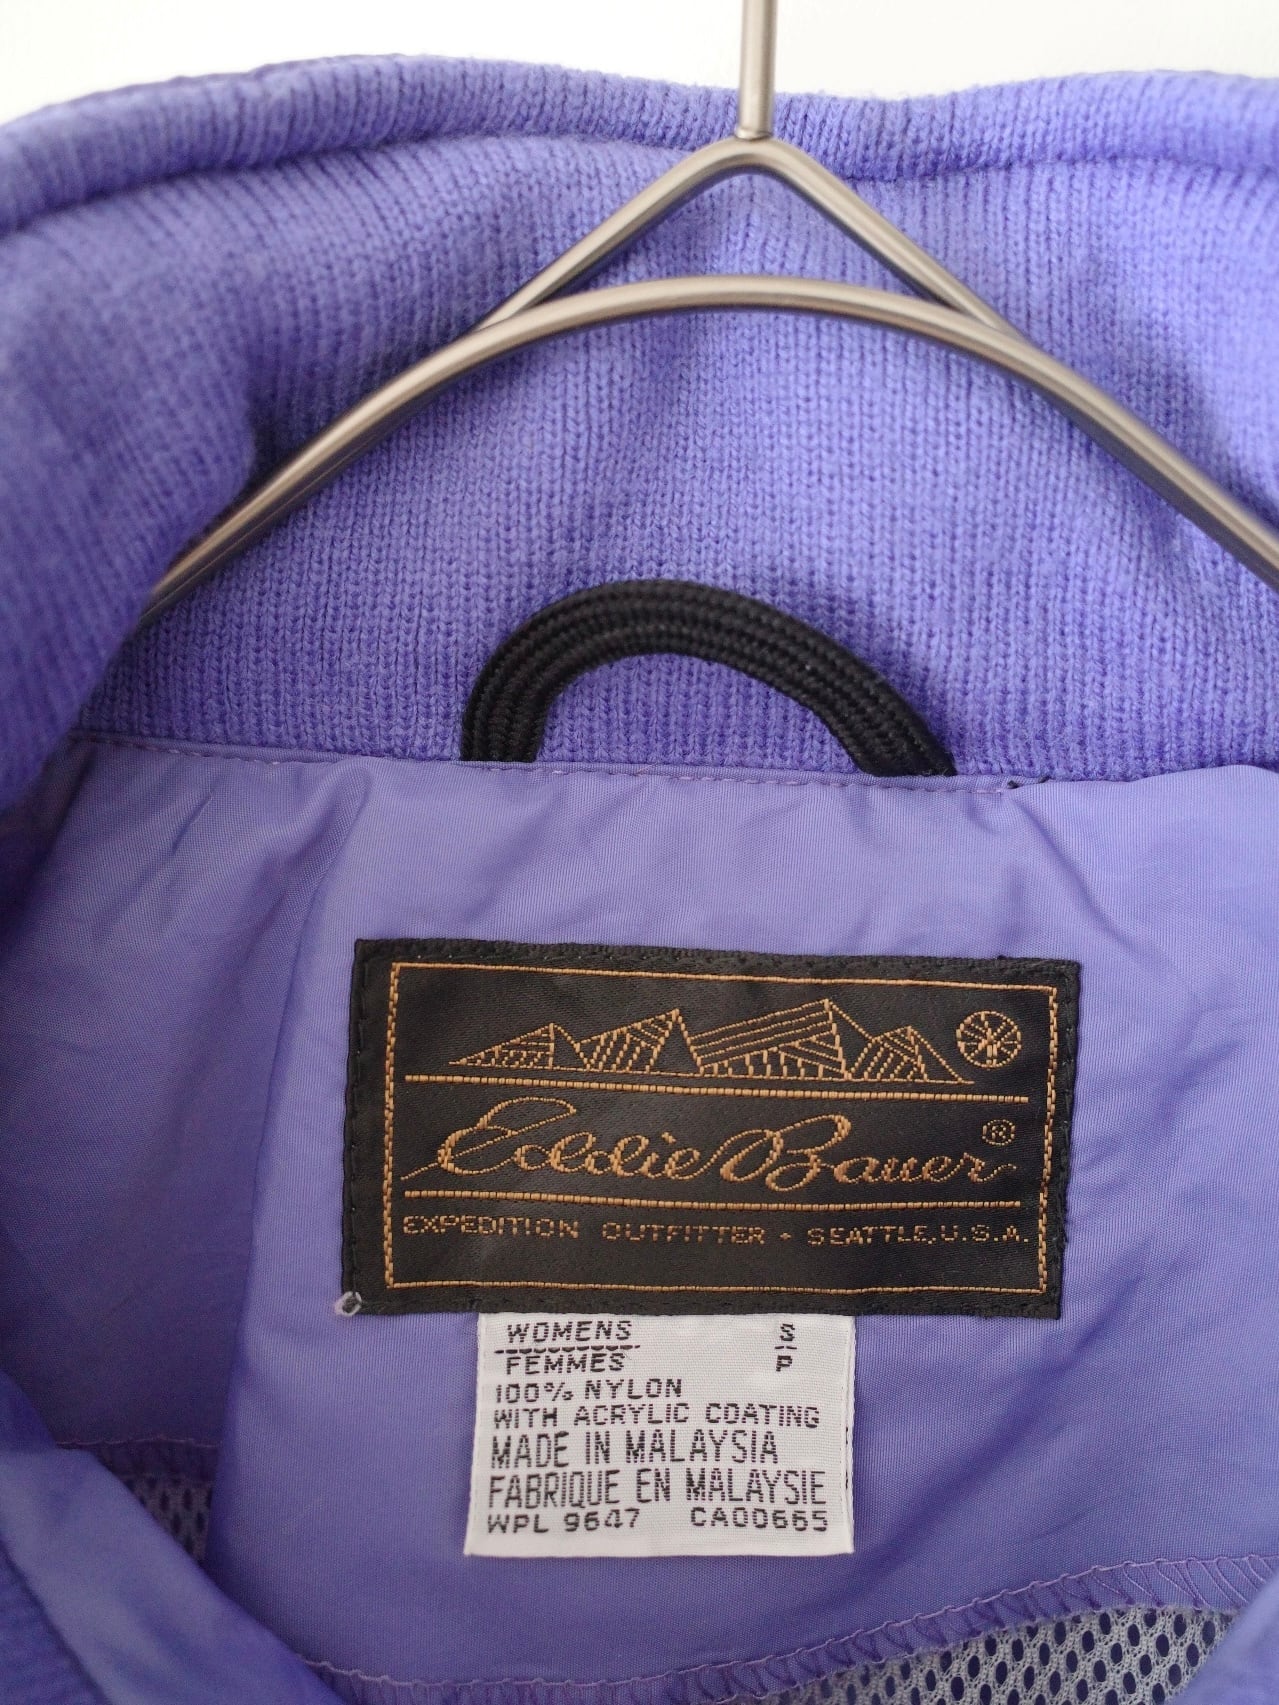 Eddie Bauer ®
EXPEDITION OUTFITTER - SEATTLE, U.S.A.
WOMENS S
FEMMES P
100% NYLON
WITH ACRYLIC COATING
MADE IN MALAYSIA
FABRIQUE EN MALAYSIE
WPL 9647 CA00665